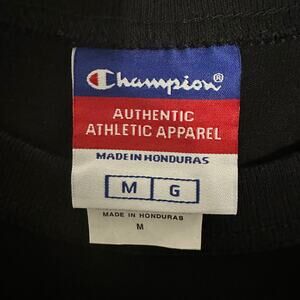 Champion®
AUTHENTIC
ATHLETIC APPAREL
MADE IN HONDURAS
M G
MADE IN HONDURAS
M